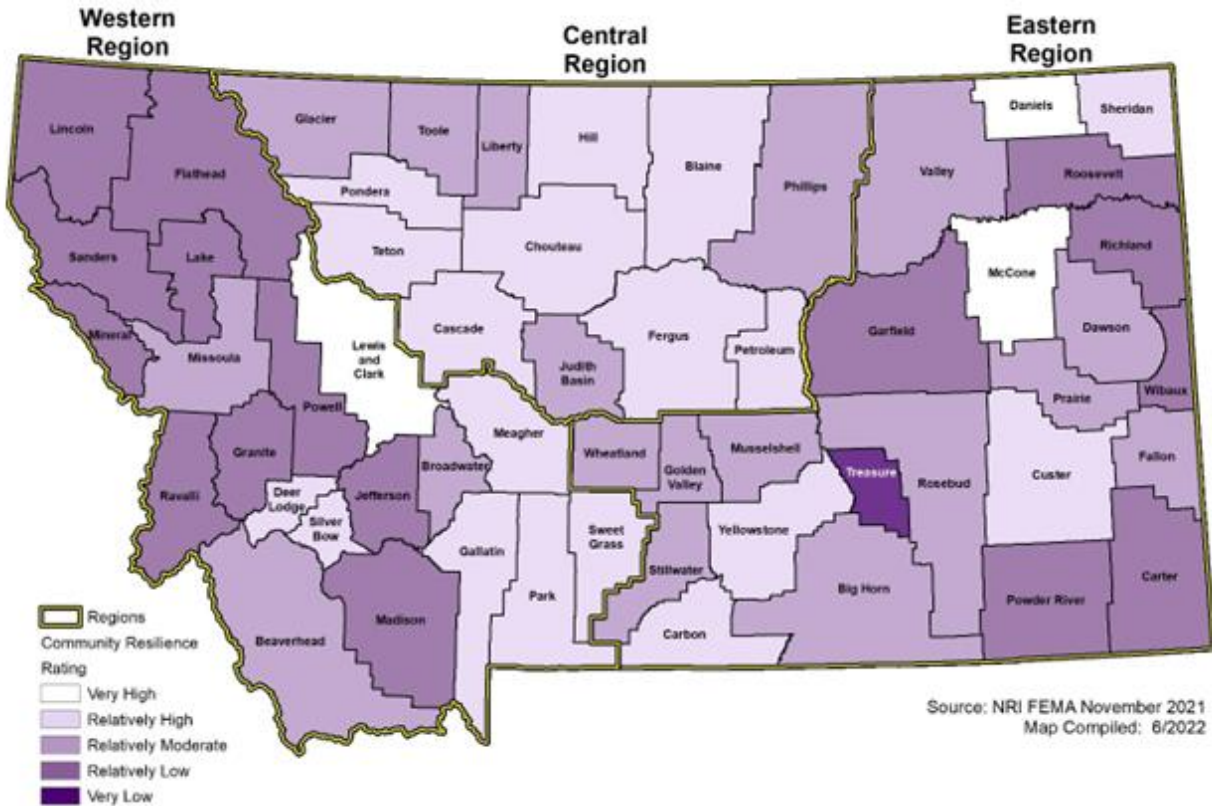 Western
Region
Central
Region
Eastern
Region
Lincoln
Flathead
Glacier
Toole
Liberty
Hill
Blaine
Phillips
Valley
Daniels
Sheridan
Roosevelt
Pondera
Teton
Chouteau
Sanders
Lake
McCone
Richland
Mineral
Missoula
Lewis
and
Clark
Cascade
Judith
Basin
Fergus
Petroleum
Garfield
Dawson
Wibaux
Prairie
Powell
Granite
Ravalli
Meagher
Broadwater
Jefferson
Deer
Lodge
Silver
Bow
Wheatland
Golden
Valley
Musselshell
Treasure
Rosebud
Custer
Fallon
Gallatin
Park
Sweet
Grass
Stillwater
Yellowstone
Carbon
Big Horn
Powder River
Carter
Beaverhead
Madison
Regions
Community Resilience
Rating
Very High
Relatively High
Relatively Moderate
Relatively Low
Very Low
Source: NRI FEMA November 2021
Map Compiled: 6/2022